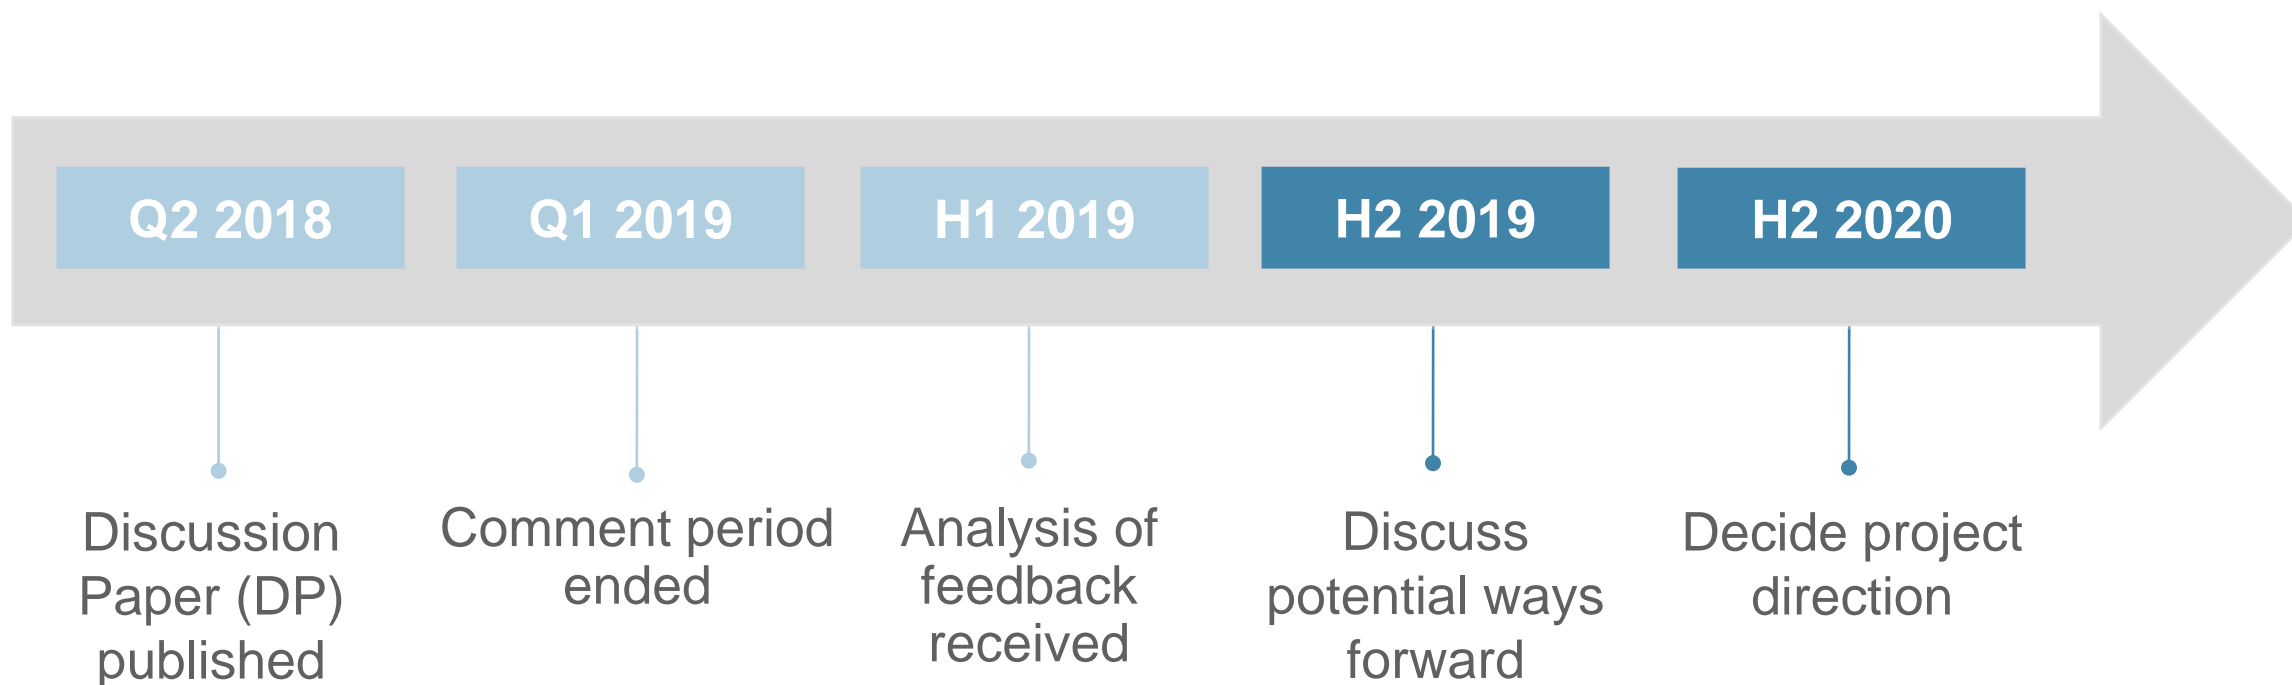 Q2 2018
Q1 2019
H1 2019
H2 2019
H2 2020
Discussion
Paper (DP)
published
Comment period
ended
Analysis of
feedback
received
Discuss
potential ways
forward
Decide project
direction